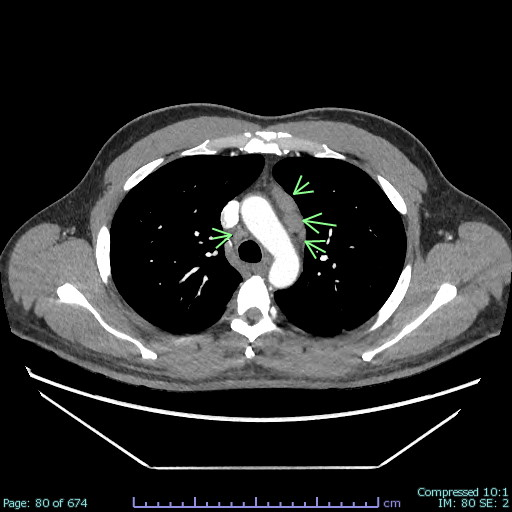 Compressed 10:1
Page: 80 of 674
cm
IM: 80 SE: 2